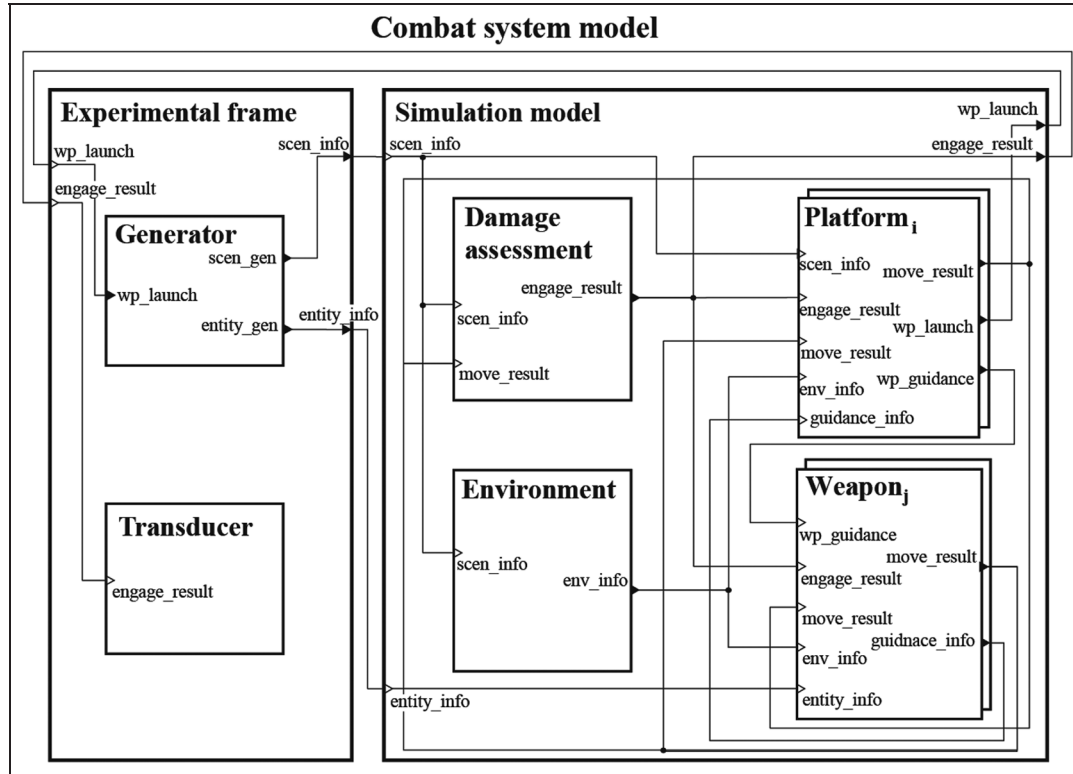 Combat system model
Experimental frame
wp_launch
engage_result
scen_info
Generator
scen_gen
wp_launch
entity_gen
entity_info
Transducer
engage_result
Simulation model
wp_launch
engage_result
scen_info
entity_info
Damage
assessment
engage_result
scen_info
move_result
Environment
scen_info
env_info
Platform i
scen_info
move_result
engage_result
wp_launch
move_result
wp_guidance
env_info
guidance_info
Weapon j
wp_guidance
move_result
engage_result
move_result
guidnace_info
env_info
entity_info